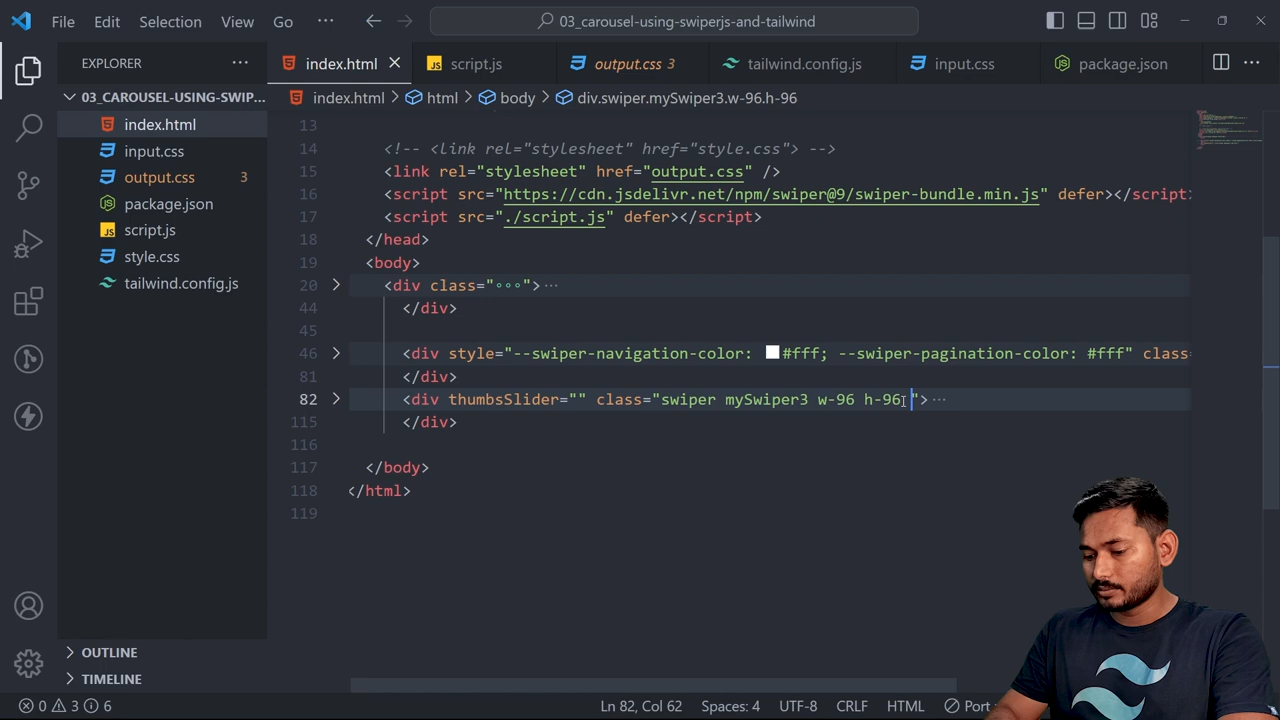 File Edit Selection View Go ··· 03_carousel-using-swiperjs-and-tailwind
EXPLORER ··· index.html script.js output.css 3 tailwind.config.js input.css package.json ···
03_CAROUSEL-USING-SWIP... index.html > html > body > div.swiper.mySwiper3.w-96.h-96
index.html
input.css
output.css 3
package.json
script.js
style.css
tailwind.config.js
13
14 <!-- <link rel="stylesheet" href="style.css"> -->
15 <link rel="stylesheet" href="output.css" />
16 <script src="https://cdn.jsdelivr.net/npm/swiper@9/swiper-bundle.min.js" defer></script>
17 <script src="./script.js" defer></script>
18 </head>
19 <body>
20 <div class="•••">···
44 </div>
45
46 <div style="--swiper-navigation-color: #fff; --swiper-pagination-color: #fff" class=
81 </div>
82 <div thumbsSlider="" class="swiper mySwiper3 w-96 h-96 ">···
115 </div>
116
117 </body>
118 </html>
119
OUTLINE
TIMELINE
0 3 6 Ln 82, Col 62 Spaces: 4 UTF-8 CRLF HTML Port